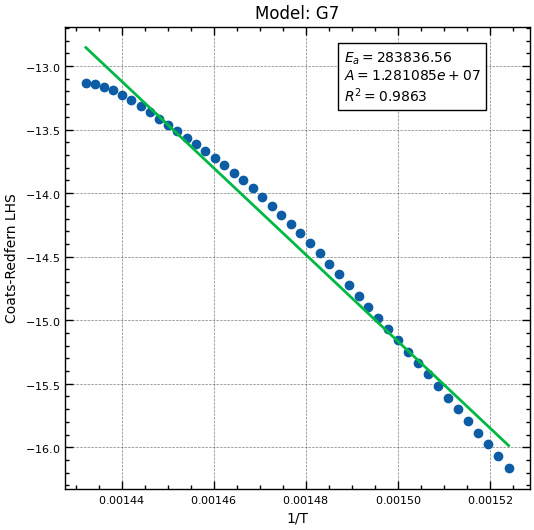 Model: G7
E_a = 283836.56
A = 1.281085e + 07
R² = 0.9863
Coats-Redfern LHS
−13.0
−13.5
−14.0
−14.5
−15.0
−15.5
−16.0
0.00144 0.00146 0.00148 0.00150 0.00152
1/T